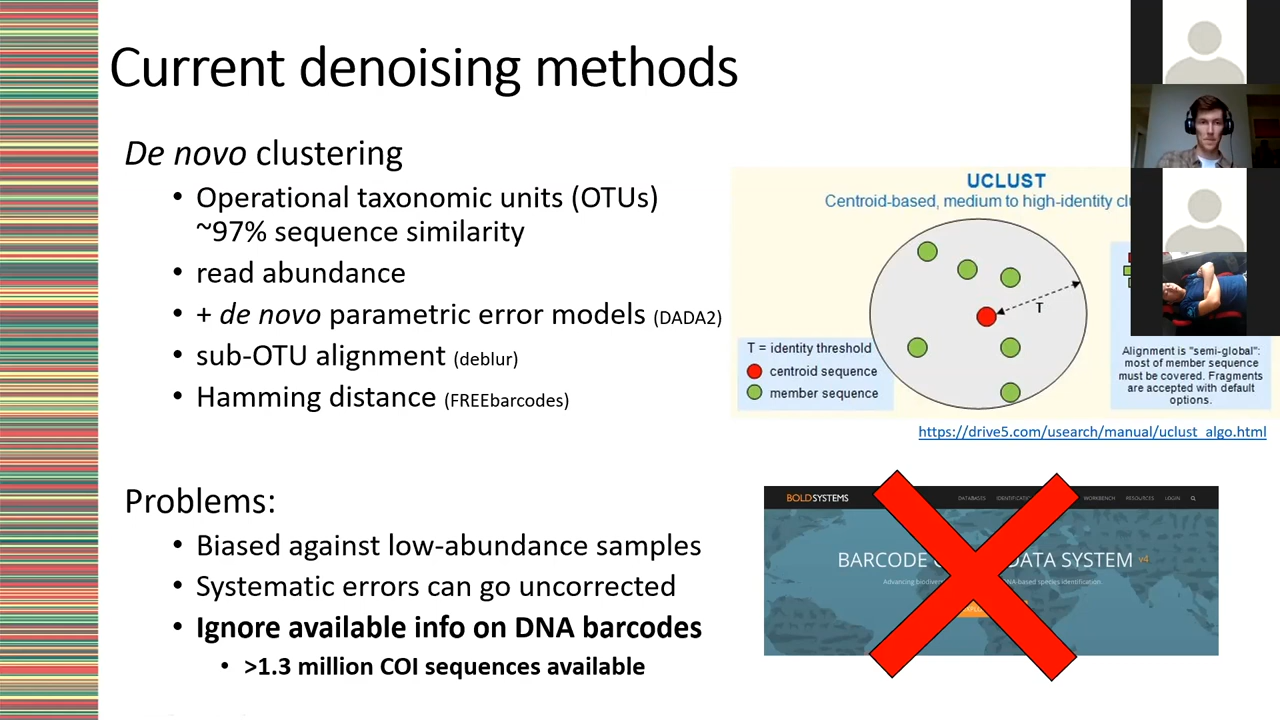 Current denoising methods
De novo clustering
• Operational taxonomic units (OTUs)
~97% sequence similarity
• read abundance
• + de novo parametric error models (DADA2)
• sub-OTU alignment (deblur)
• Hamming distance (FREEbarcodes)
Problems:
• Biased against low-abundance samples
• Systematic errors can go uncorrected
• Ignore available info on DNA barcodes
• >1.3 million COI sequences available
UCLUST
Centroid-based, medium to high-identity
T
T = identity threshold
centroid sequence
member sequence
Alignment is "semi-global":
most of member sequence
must be covered. Fragments
are accepted with default
options.
https://drive5.com/usearch/manual/uclust_algo.html
BOLDSYSTEMS
DATABASES
WORKBENCH RESOURCES LOGIN
BARCODE DATA SYSTEM v4
Advancing DNA-based species identification.